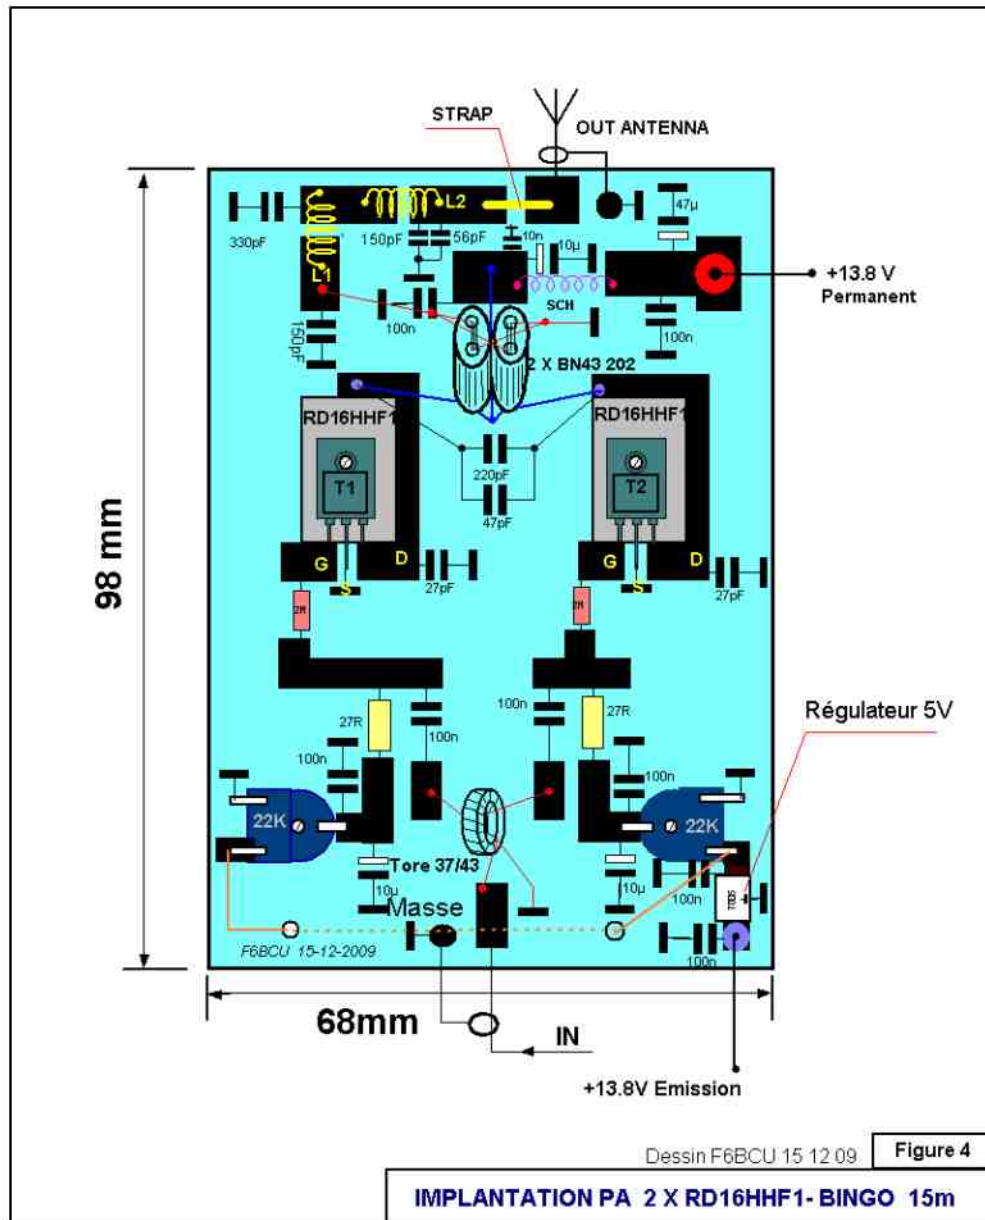 STRAP
OUT ANTENNA
47µ
L2
330pF
150pF
56pF
10n
10µ
L1
+13.8 V
Permanent
SCH
100n
100n
150pF
2 X BN43 202
RD16HHF1
RD16HHF1
220pF
T1
T2
47pF
98 mm
G
D
G
D
S
27pF
S
27pF
100n
27R
100n
27R
Régulateur 5V
100n
100n
22K
22K
Tore 37/43
10µ
10µ
100n
Masse
7805
F6BCU 15-12-2009
100n
68mm
IN
+13.8V Emission
Dessin F6BCU 15 12 09
Figure 4
IMPLANTATION PA 2 X RD16HHF1- BINGO 15m